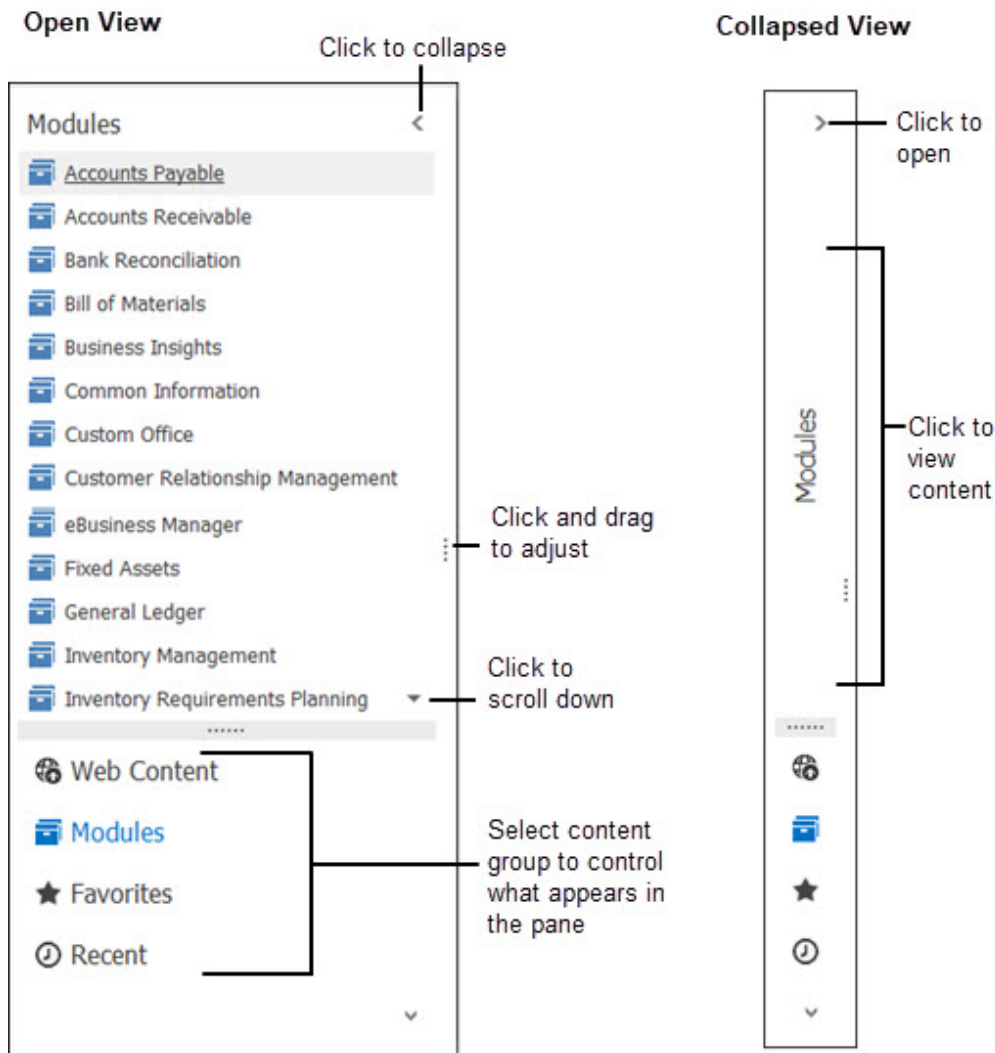 Open View
Click to collapse
Modules
Accounts Payable
Accounts Receivable
Bank Reconciliation
Bill of Materials
Business Insights
Common Information
Custom Office
Customer Relationship Management
eBusiness Manager
Fixed Assets
General Ledger
Inventory Management
Inventory Requirements Planning
Click and drag
to adjust
Click to
scroll down
Web Content
Modules
Favorites
Recent
Select content
group to control
what appears in
the pane
Collapsed View
Click to
open
Modules
Click to
view
content